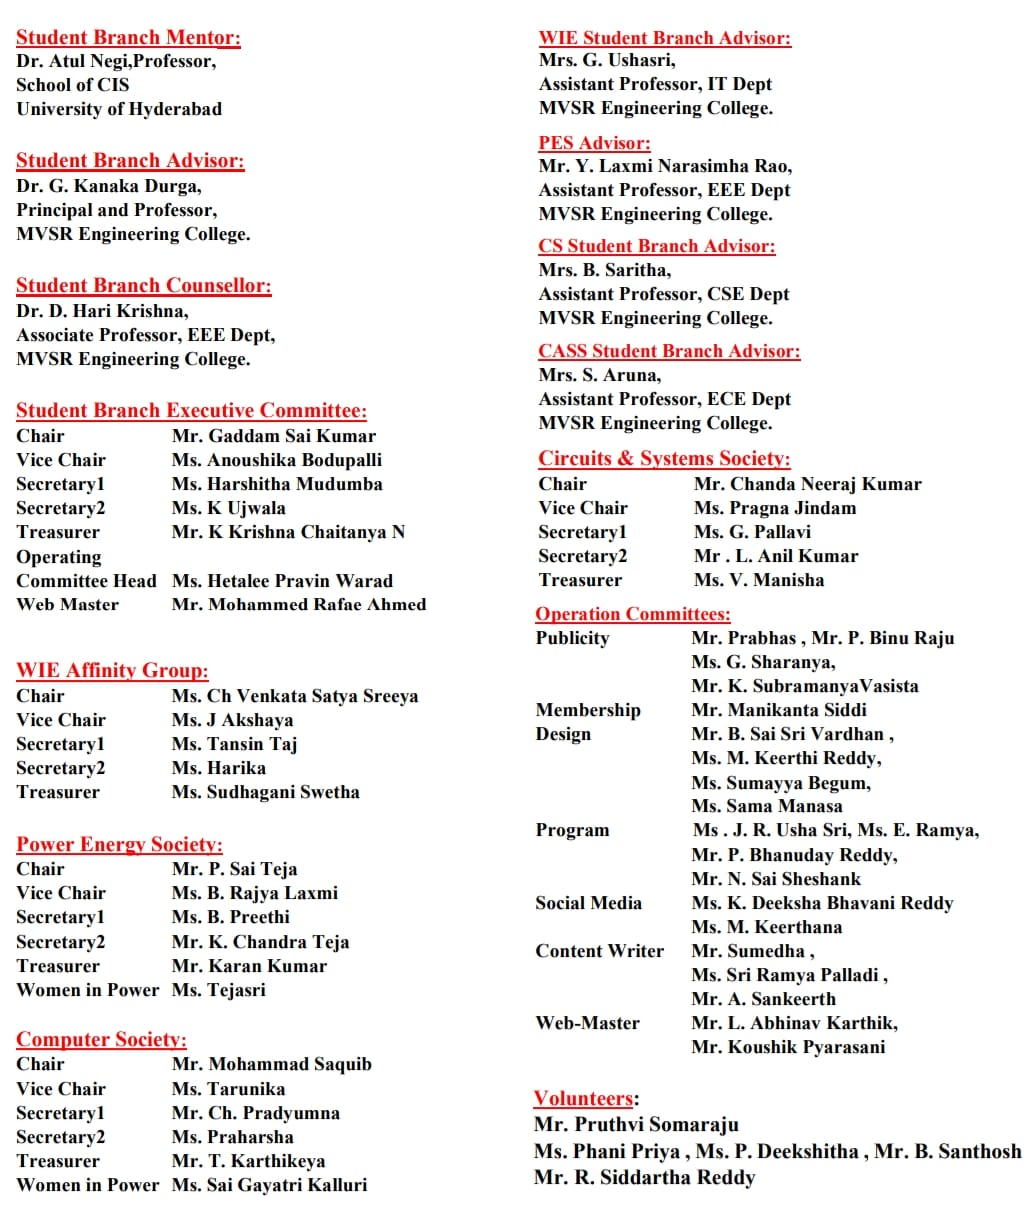 Student Branch Mentor:
Dr. Atul Negi,Professor,
School of CIS
University of Hyderabad
Student Branch Advisor:
Dr. G. Kanaka Durga,
Principal and Professor,
MVSR Engineering College.
Student Branch Counsellor:
Dr. D. Hari Krishna,
Associate Professor, EEE Dept,
MVSR Engineering College.
Student Branch Executive Committee:
Chair Mr. Gaddam Sai Kumar
Vice Chair Ms. Anoushika Bodupalli
Secretary1 Ms. Harshitha Mudumba
Secretary2 Ms. K Ujwala
Treasurer Mr. K Krishna Chaitanya N
Operating
Committee Head Ms. Hetalee Pravin Warad
Web Master Mr. Mohammed Rafae Ahmed
WIE Affinity Group:
Chair Ms. Ch Venkata Satya Sreeya
Vice Chair Ms. J Akshaya
Secretary1 Ms. Tansin Taj
Secretary2 Ms. Harika
Treasurer Ms. Sudhagani Swetha
Power Energy Society:
Chair Mr. P. Sai Teja
Vice Chair Ms. B. Rajya Laxmi
Secretary1 Ms. B. Preethi
Secretary2 Mr. K. Chandra Teja
Treasurer Mr. Karan Kumar
Women in Power Ms. Tejasri
Computer Society:
Chair Mr. Mohammad Saquib
Vice Chair Ms. Tarunika
Secretary1 Mr. Ch. Pradyumna
Secretary2 Ms. Praharsha
Treasurer Mr. T. Karthikeya
Women in Power Ms. Sai Gayatri Kalluri
WIE Student Branch Advisor:
Mrs. G. Ushasri,
Assistant Professor, IT Dept
MVSR Engineering College.
PES Advisor:
Mr. Y. Laxmi Narasimha Rao,
Assistant Professor, EEE Dept
MVSR Engineering College.
CS Student Branch Advisor:
Mrs. B. Saritha,
Assistant Professor, CSE Dept
MVSR Engineering College.
CASS Student Branch Advisor:
Mrs. S. Aruna,
Assistant Professor, ECE Dept
MVSR Engineering College.
Circuits & Systems Society:
Chair Mr. Chanda Neeraj Kumar
Vice Chair Ms. Pragna Jindam
Secretary1 Ms. G. Pallavi
Secretary2 Mr . L. Anil Kumar
Treasurer Ms. V. Manisha
Operation Committees:
Publicity Mr. Prabhas , Mr. P. Binu Raju
Ms. G. Sharanya,
Mr. K. SubramanyaVasista
Membership Mr. Manikanta Siddi
Design Mr. B. Sai Sri Vardhan ,
Ms. M. Keerthi Reddy,
Ms. Sumayya Begum,
Ms. Sama Manasa
Program Ms . J. R. Usha Sri, Ms. E. Ramya,
Mr. P. Bhanuday Reddy,
Mr. N. Sai Sheshank
Social Media Ms. K. Deeksha Bhavani Reddy
Ms. M. Keerthana
Content Writer Mr. Sumedha ,
Ms. Sri Ramya Palladi ,
Mr. A. Sankeerth
Web-Master Mr. L. Abhinav Karthik,
Mr. Koushik Pyarasani
Volunteers:
Mr. Pruthvi Somaraju
Ms. Phani Priya , Ms. P. Deekshitha , Mr. B. Santhosh
Mr. R. Siddartha Reddy